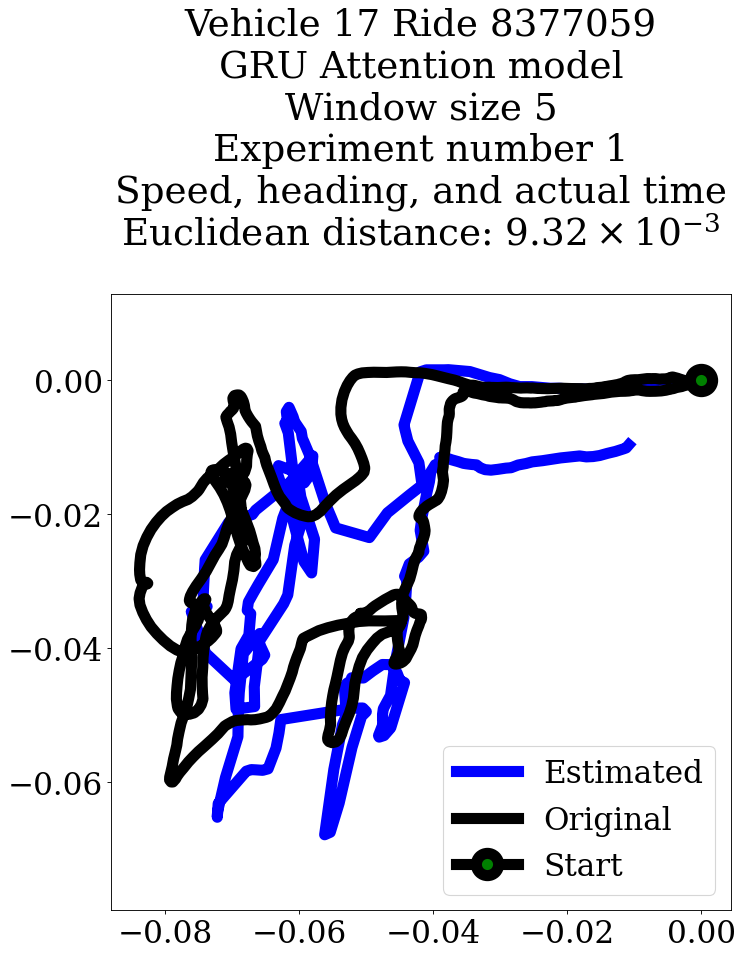 Vehicle 17 Ride 8377059
GRU Attention model
Window size 5
Experiment number 1
Speed, heading, and actual time
Euclidean distance: 9.32 × 10⁻³
0.00
−0.02
−0.04
−0.06
Estimated
Original
Start
−0.08 −0.06 −0.04 −0.02 0.00